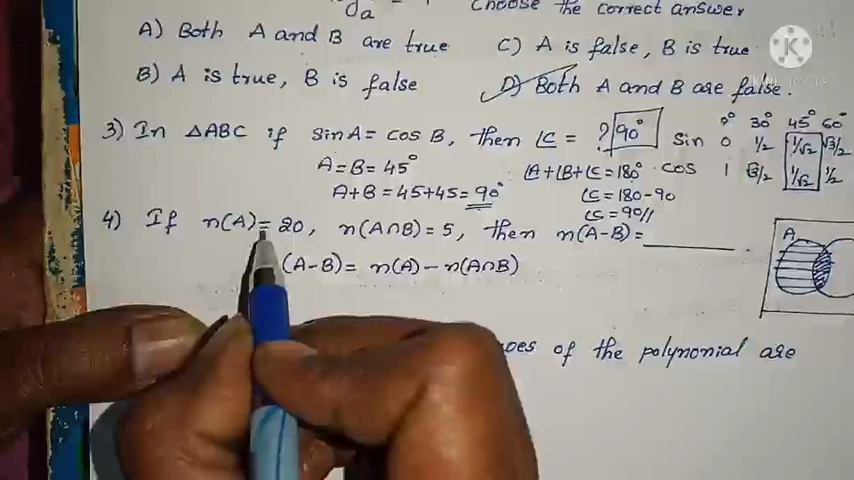 Choose the correct answer
A) Both A and B are true C) A is false, B is true
B) A is true, B is false D) Both A and B are false.
3) In ΔABC if sinA = cosB, then ∠C = ? 90°
A=B=45°
A+B = 45+45 = 90°
∠A+∠B+∠C=180°
∠C = 180-90
∠C = 90//
0° 30° 45° 60°
Sin 0 1/2 1/√2 √3/2
cos 1 √3/2 1/√2 1/2
4) If n(A)= 20, n(A∩B) = 5, then n(A-B)=
(A-B)= n(A) - n(A∩B)
A
of the polynomial are
KINEMASTER